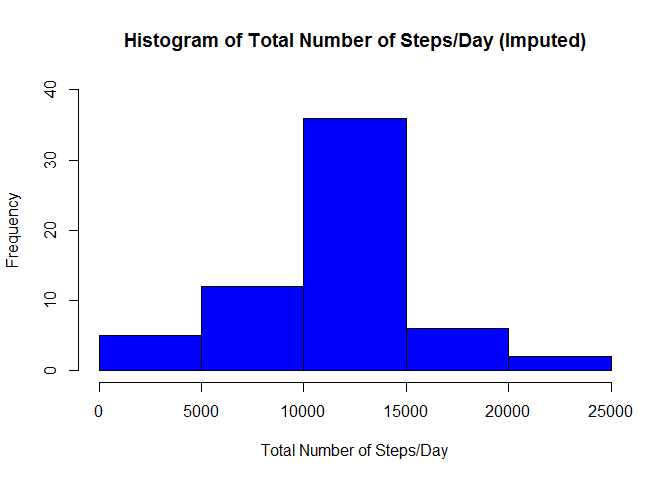 Histogram of Total Number of Steps/Day (Imputed)
40
30
20
10
0
Frequency
0 5000 10000 15000 20000 25000
Total Number of Steps/Day